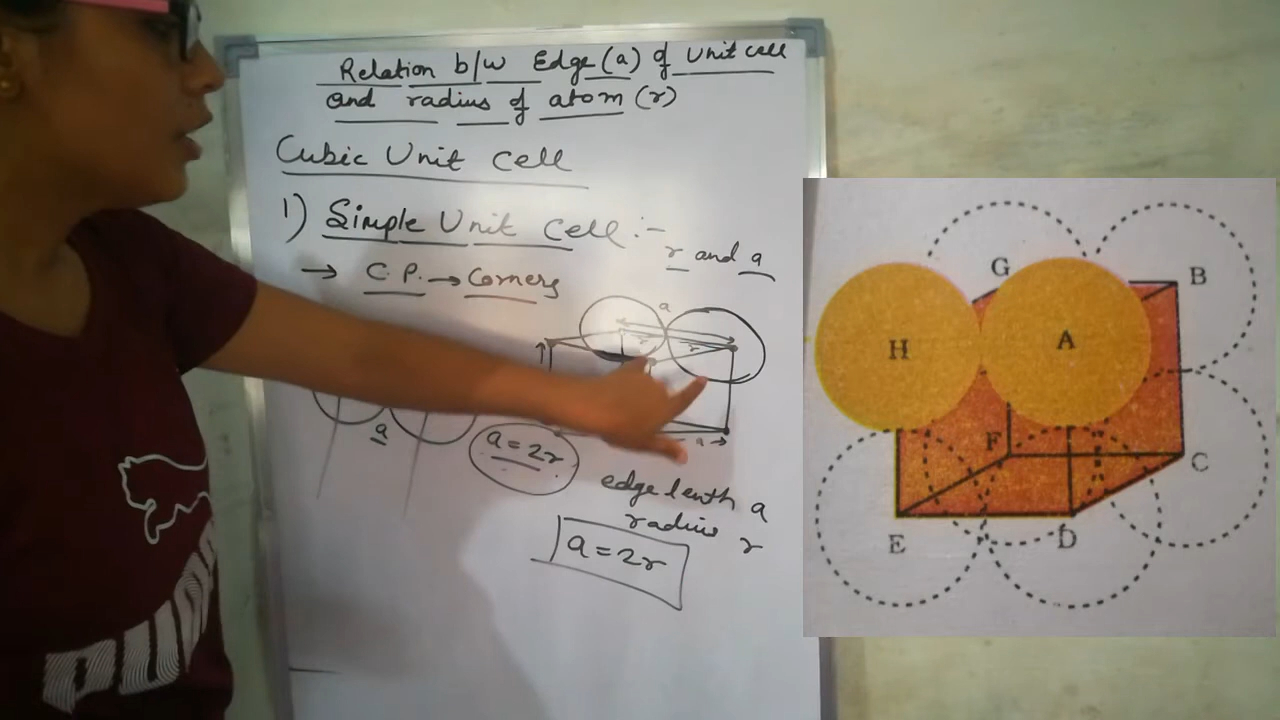 Relation b/w Edge (a) of Unit cell
and radius of atom (r)
Cubic Unit Cell
1) Simple Unit Cell :-
r and a
→ C.P. → Corners
a
r r
a
a = 2r
a →
edge lenth a
radius r
a = 2r
G B
H A
F C
E D
PUMA